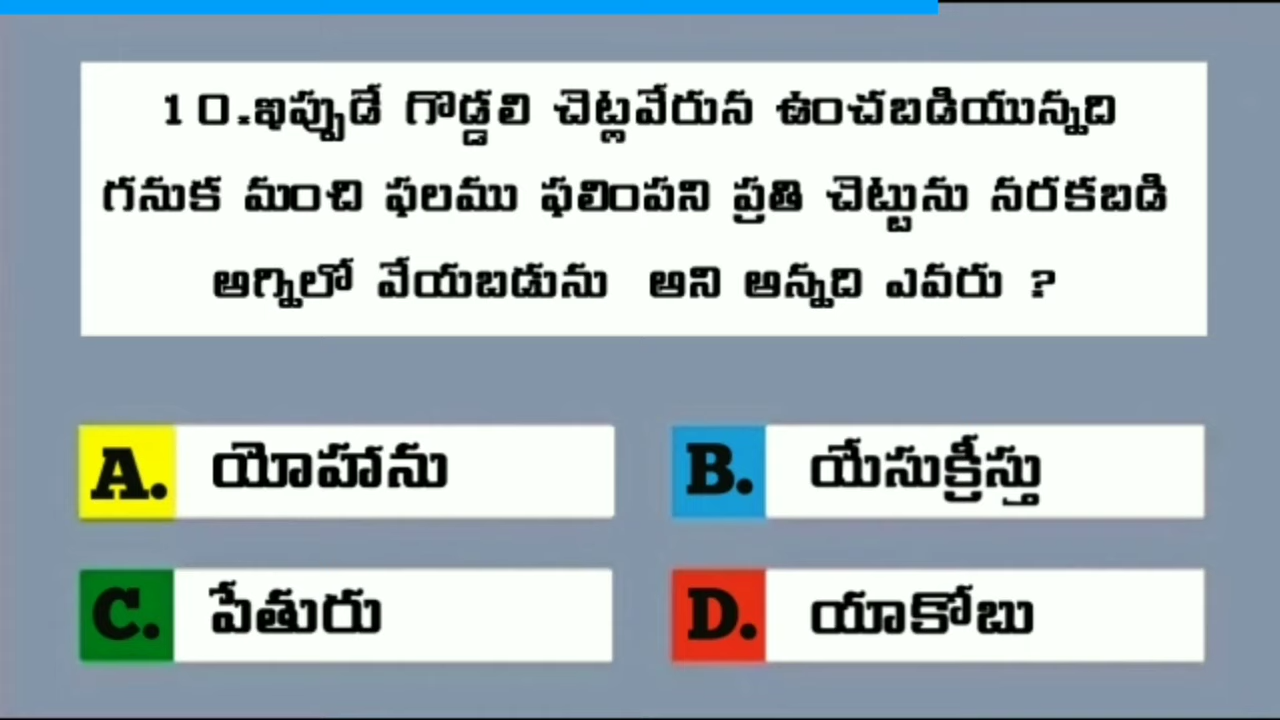 10.ఇప్పుడే గొడ్డలి చెట్లవేరున ఉంచబడియున్నది
గనుక మంచి ఫలము ఫలింపని ప్రతి చెట్టును నరకబడి
అగ్నిలో వేయబడును అని అన్నది ఎవరు ?
A. యోహాను
B. యేసుక్రీస్తు
C. పేతురు
D. యాకోబు